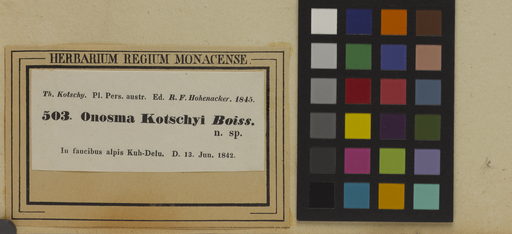 HERBARIUM REGIUM MONACENSE
Th. Kotschy. Pl. Pers. austr. Ed. R. F. Hohenacker. 1845.
503. Onosma Kotschyi Boiss.
n. sp.
In faucibus alpis Kuh-Delu. D. 13. Jun. 1842.